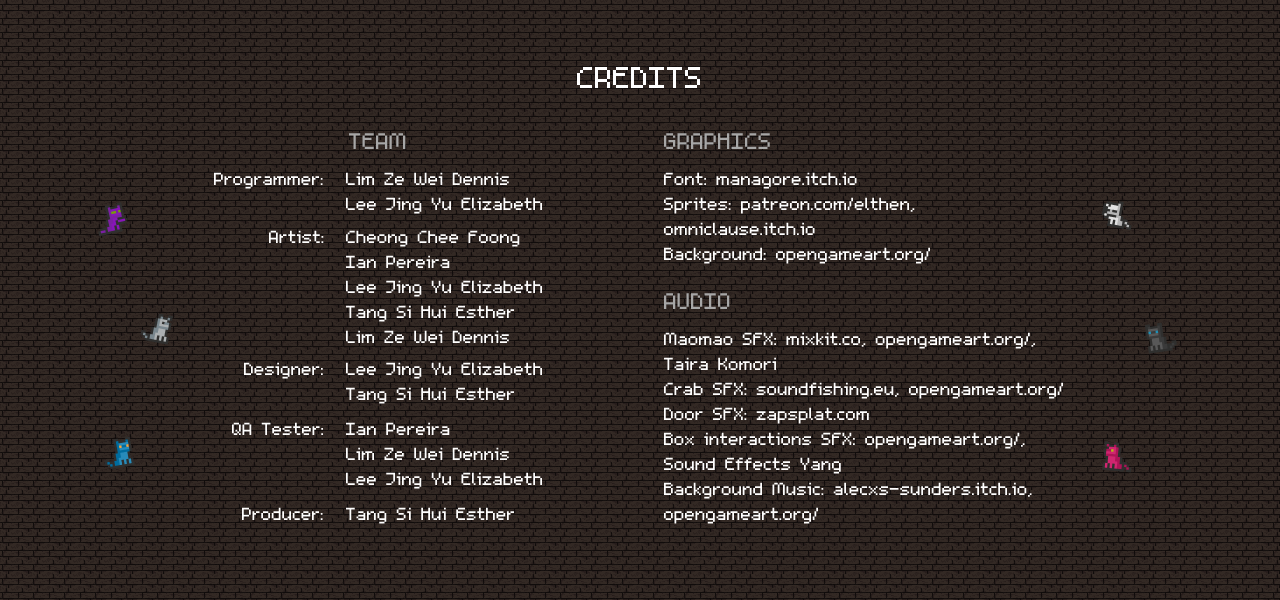 CREDITS
TEAM
Programmer: Lim Ze Wei Dennis
Lee Jing Yu Elizabeth
Artist: Cheong Chee Foong
Ian Pereira
Lee Jing Yu Elizabeth
Tang Si Hui Esther
Lim Ze Wei Dennis
Designer: Lee Jing Yu Elizabeth
Tang Si Hui Esther
QA Tester: Ian Pereira
Lim Ze Wei Dennis
Lee Jing Yu Elizabeth
Producer: Tang Si Hui Esther
GRAPHICS
Font: managore.itch.io
Sprites: patreon.com/elthen,
omniclause.itch.io
Background: opengameart.org/
AUDIO
Maomao SFX: mixkit.co, opengameart.org/,
Taira Komori
Crab SFX: soundfishing.eu, opengameart.org/
Door SFX: zapsplat.com
Box interactions SFX: opengameart.org/,
Sound Effects Yang
Background Music: alecxs-sunders.itch.io,
opengameart.org/